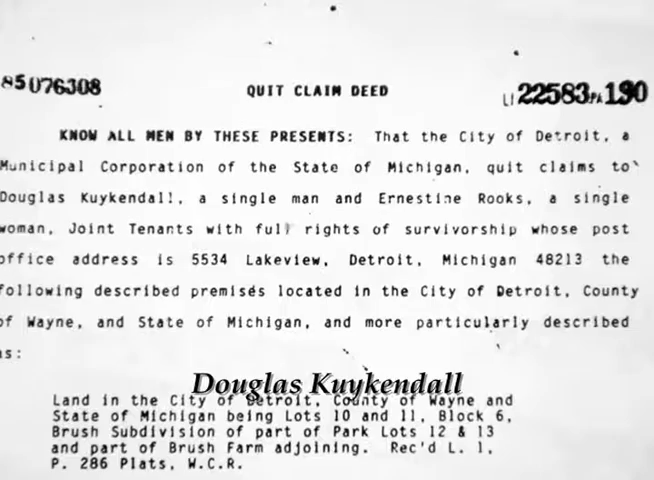 85076308 QUIT CLAIM DEED LI 22583 PA 190
KNOW ALL MEN BY THESE PRESENTS: That the City of Detroit, a
Municipal Corporation of the State of Michigan, quit claims to
Douglas Kuykendall, a single man and Ernestine Rooks, a single
woman, Joint Tenants with full rights of survivorship whose post
office address is 5534 Lakeview, Detroit, Michigan 48213 the
following described premises located in the City of Detroit, County
of Wayne, and State of Michigan, and more particularly described
as:
Douglas Kuykendall
Land in the City of Detroit, County of Wayne and
State of Michigan being Lots 10 and 11, Block 6,
Brush Subdivision of part of Park Lots 12 & 13
and part of Brush Farm adjoining. Rec'd L. 1,
P. 286 Plats, W.C.R.